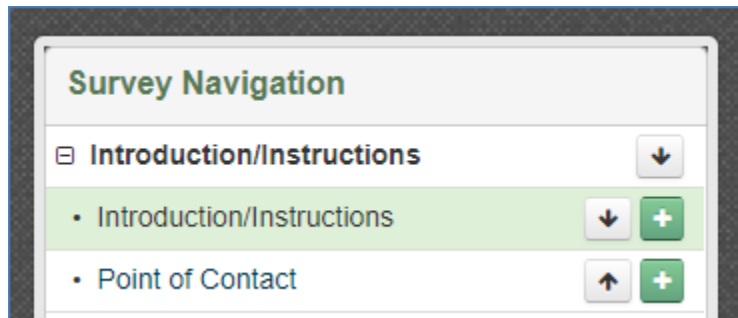 Survey Navigation
Introduction/Instructions
• Introduction/Instructions
• Point of Contact